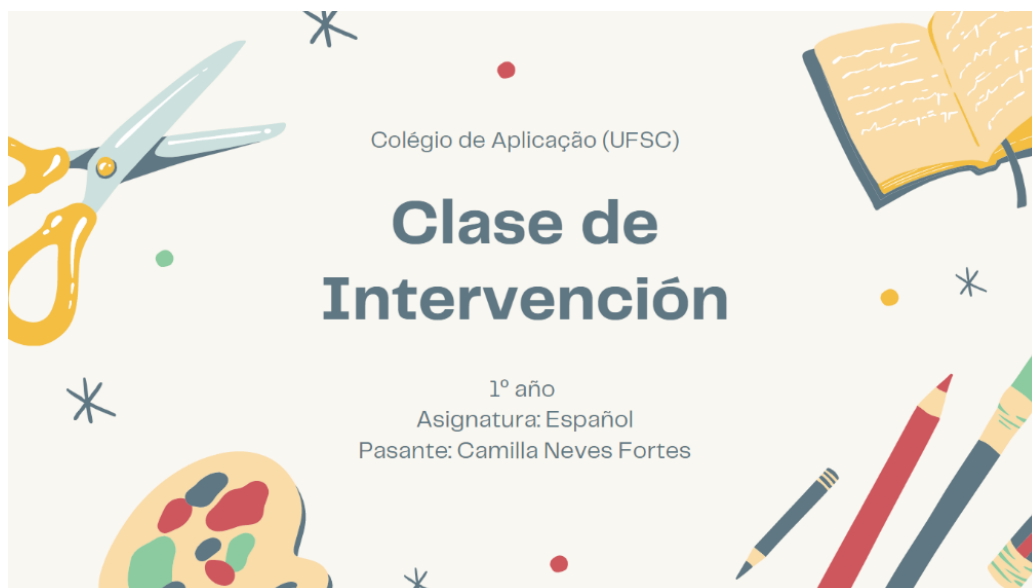 Colégio de Aplicação (UFSC)
Clase de
Intervención
1º año
Asignatura: Español
Pasante: Camilla Neves Fortes